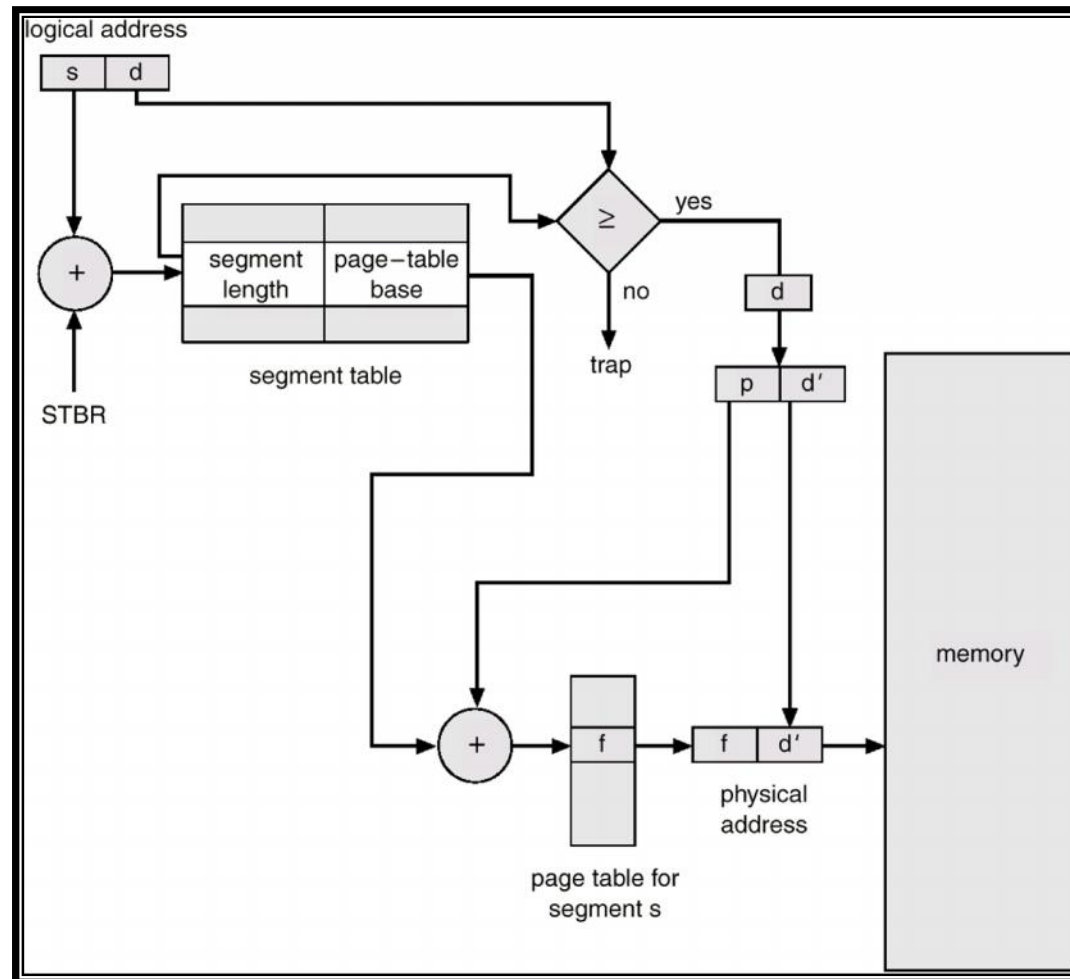 logical address
s d
≥
yes
+
segment length
page-table base
no
d
segment table
trap
p d′
STBR
memory
+
f
f d′
physical address
page table for segment s